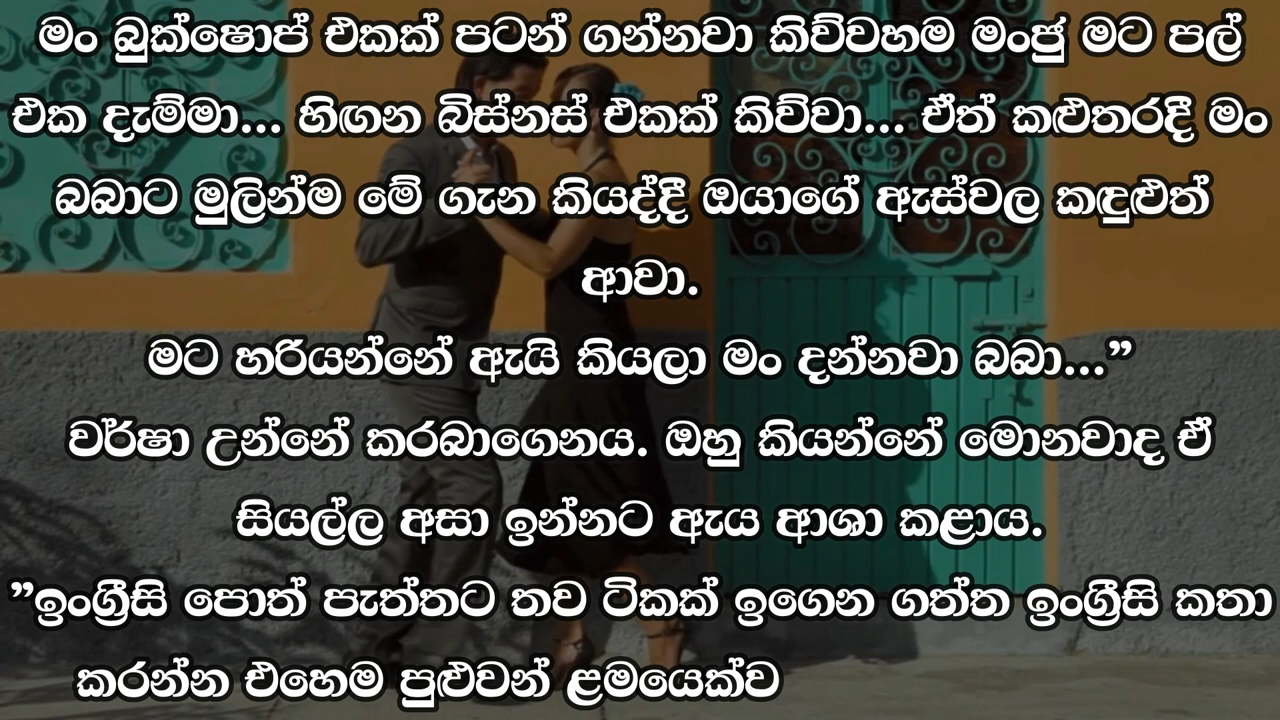 මං බුක්ෂොප් එකක් පටන් ගන්නවා කිව්වහම මංජු මට පල්
එක දැම්මා... හිඟන බිස්නස් එකක් කිව්වා... ඒත් කළුතරදී මං
බබාට මුලින්ම මේ ගැන කියද්දී ඔයාගේ ඇස්වල කඳුළුත්
ආවා.
මට හරියන්නේ ඇයි කියලා මං දන්නවා බබා...”
වර්ෂා උන්නේ කරබාගෙනය. ඔහු කියන්නේ මොනවාද ඒ
සියල්ල අසා ඉන්නට ඇය ආශා කළාය.
”ඉංග්‍රීසි පොත් පැත්තට තව ටිකක් ඉගෙන ගත්ත ඉංග්‍රීසි කතා
කරන්න එහෙම පුළුවන් ළමයෙක්ව